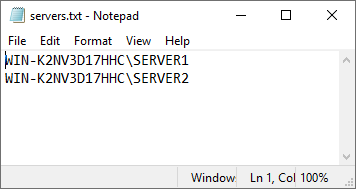 servers.txt - Notepad
File Edit Format View Help
WIN-K2NV3D17HHC\SERVER1
WIN-K2NV3D17HHC\SERVER2
Window Ln 1, Col 100%